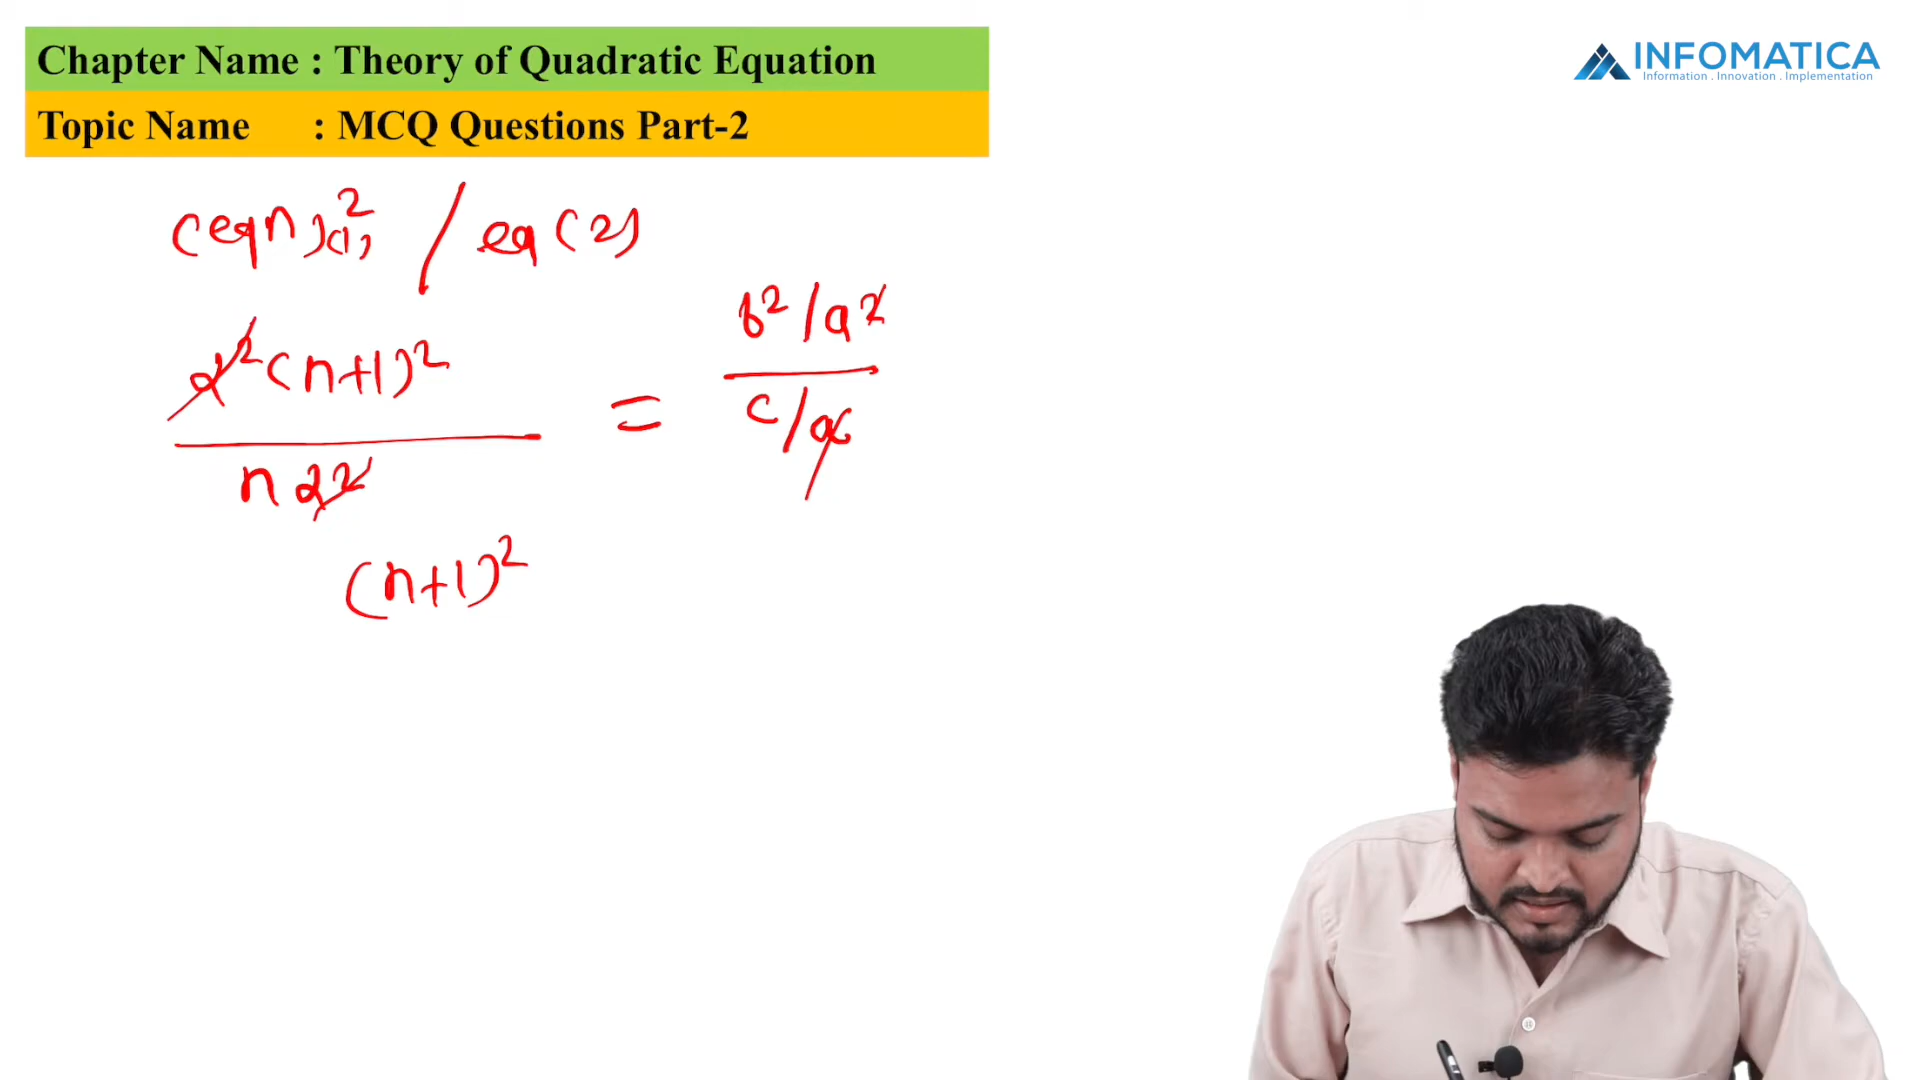 Chapter Name : Theory of Quadratic Equation
Topic Name : MCQ Questions Part-2
INFOMATICA
Information . Innovation . Implementation
(eqn)(1)² / eq(2)
α²(n+1)² / nα² = b²/a² / c/a
(n+1)²